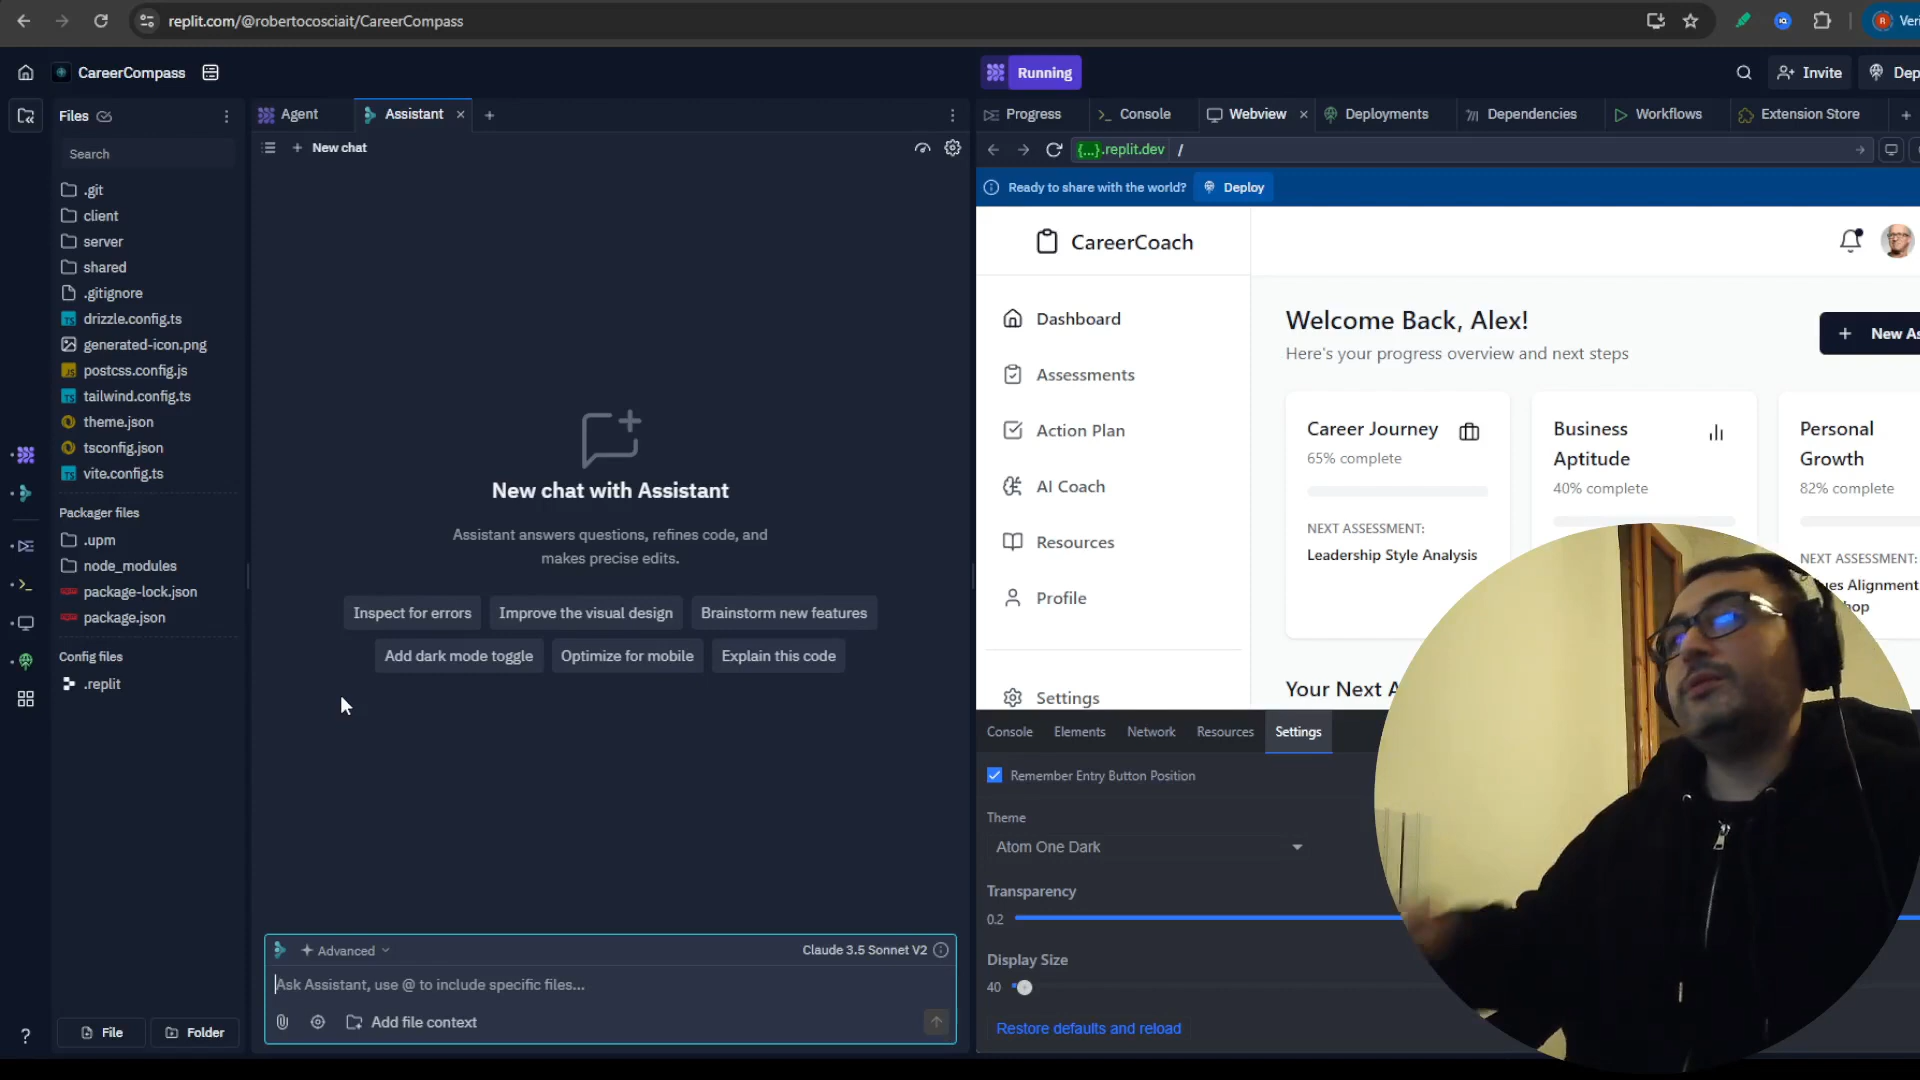 replit.com/@robertocosciait/CareerCompass
CareerCompass
Running
Invite
Files
Agent
Assistant
Progress
Console
Webview
Deployments
Dependencies
Workflows
Extension Store
Search
New chat
{...}.replit.dev /
Ready to share with the world?
Deploy
.git
client
server
shared
.gitignore
drizzle.config.ts
generated-icon.png
postcss.config.js
tailwind.config.ts
theme.json
tsconfig.json
vite.config.ts
Packager files
.upm
node_modules
package-lock.json
package.json
Config files
.replit
File
Folder
New chat with Assistant
Assistant answers questions, refines code, and
makes precise edits.
Inspect for errors
Improve the visual design
Brainstorm new features
Add dark mode toggle
Optimize for mobile
Explain this code
Advanced
Claude 3.5 Sonnet V2
Ask Assistant, use @ to include specific files...
Add file context
CareerCoach
Dashboard
Assessments
Action Plan
AI Coach
Resources
Profile
Settings
Welcome Back, Alex!
Here's your progress overview and next steps
New As
Career Journey
65% complete
NEXT ASSESSMENT:
Leadership Style Analysis
Business
Aptitude
40% complete
Personal
Growth
82% complete
NEXT ASSESSMENT:
ues Alignment
hop
Your Next A
Console
Elements
Network
Resources
Settings
Remember Entry Button Position
Theme
Atom One Dark
Transparency
0.2
Display Size
40
Restore defaults and reload